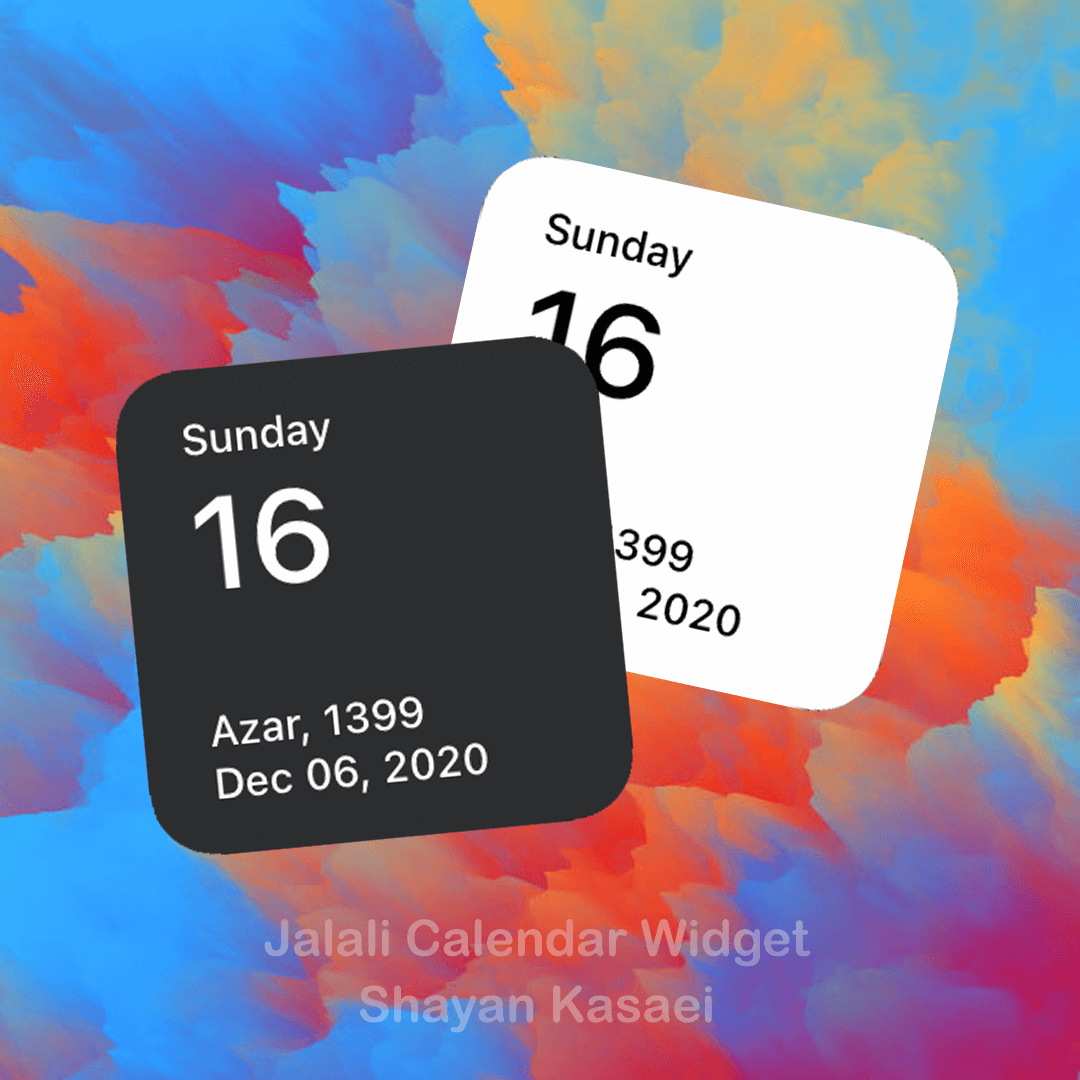 Sunday
16
1399
2020
Sunday
16
Azar, 1399
Dec 06, 2020
Jalali Calendar Widget
Shayan Kasaei